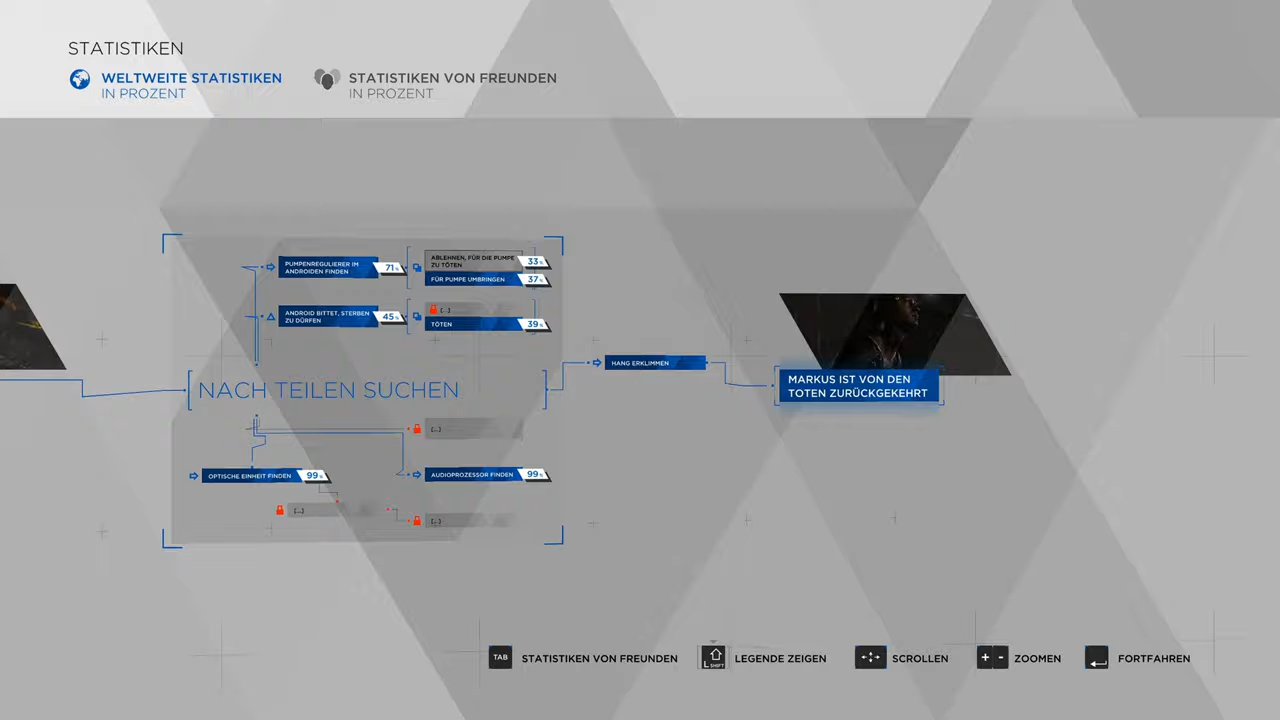 STATISTIKEN
WELTWEITE STATISTIKEN
IN PROZENT
STATISTIKEN VON FREUNDEN
IN PROZENT
PUMPENREGULIERER IM
ANDROIDEN FINDEN
71%
ABLEHNEN, FÜR DIE PUMPE
ZU TÖTEN
33%
FÜR PUMPE UMBRINGEN
37%
ANDROID BITTET, STERBEN
ZU DÜRFEN
45%
[...]
TÖTEN
39%
HANG ERKLIMMEN
NACH TEILEN SUCHEN
MARKUS IST VON DEN
TOTEN ZURÜCKGEKEHRT
[...]
OPTISCHE EINHEIT FINDEN
99%
AUDIOPROZESSOR FINDEN
99%
[...]
[...]
TAB
STATISTIKEN VON FREUNDEN
L SHIFT
LEGENDE ZEIGEN
SCROLLEN
+ -
ZOOMEN
FORTFAHREN